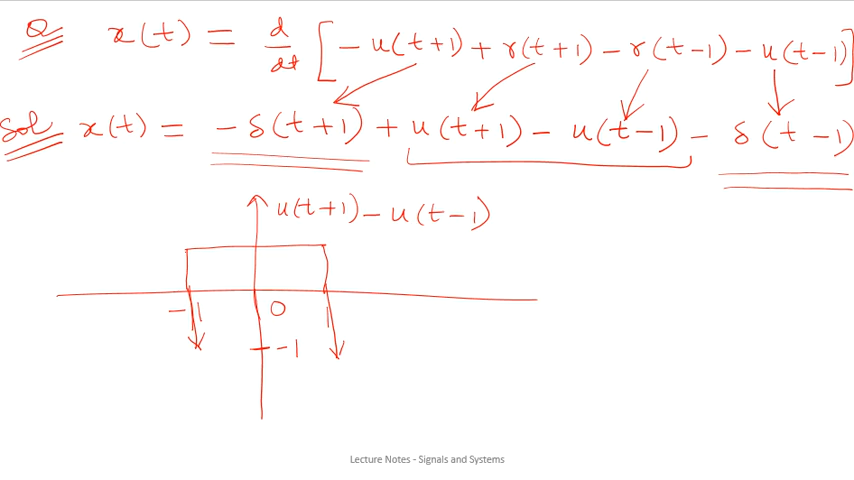 Q x(t) = d/dt [ - u(t+1) + r(t+1) - r(t-1) - u(t-1) ]
Sol x(t) = - δ(t+1) + u(t+1) - u(t-1) - δ(t-1)
u(t+1) - u(t-1)
-1 0 1
-1
Lecture Notes - Signals and Systems